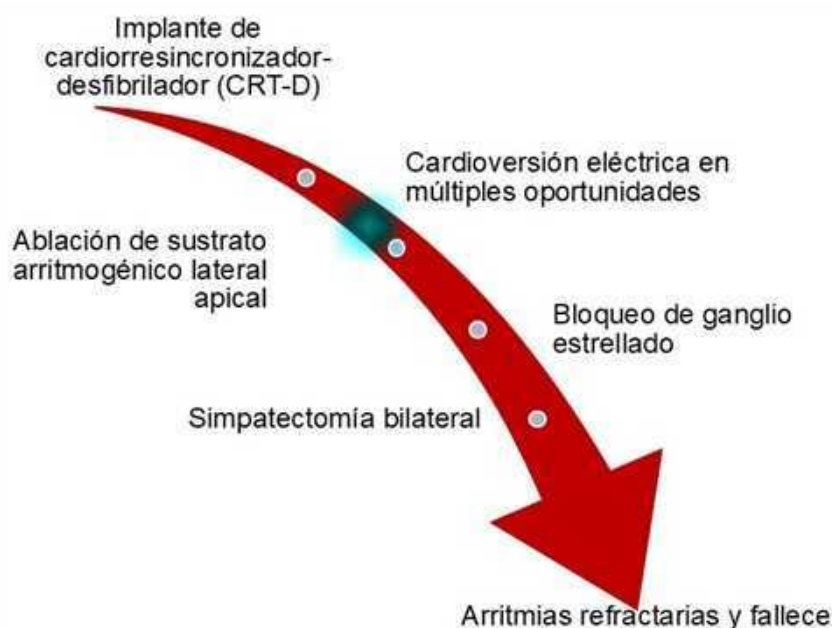 Implante de
cardiorresincronizador-
desfibrilador (CRT-D)
Cardioversión eléctrica en
múltiples oportunidades
Ablación de sustrato
arritmogénico lateral
apical
Bloqueo de ganglio
estrellado
Simpatectomía bilateral
Arritmias refractarias y fallece